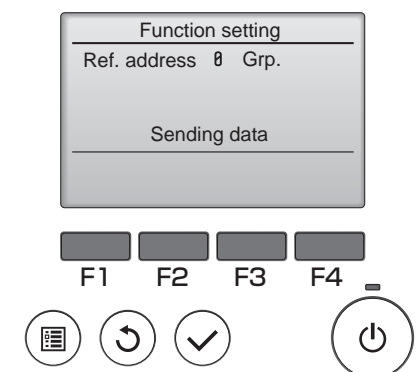 Function setting
Ref. address 0 Grp.
Sending data
F1 F2 F3 F4